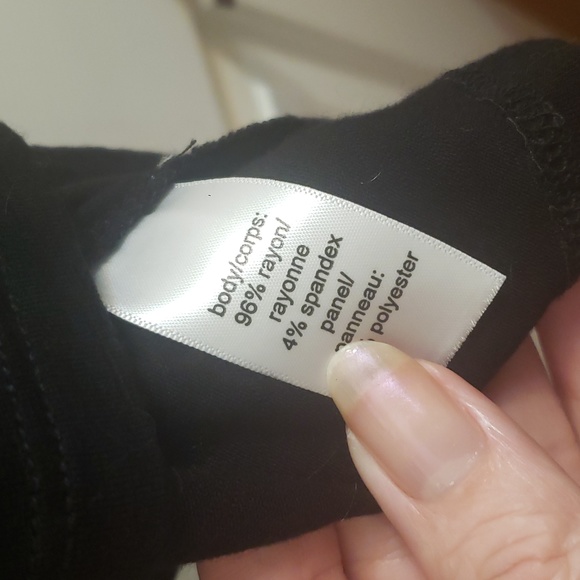 body/corps:
96% rayon/
rayonne
4% spandex
panel/
panneau:
polyester